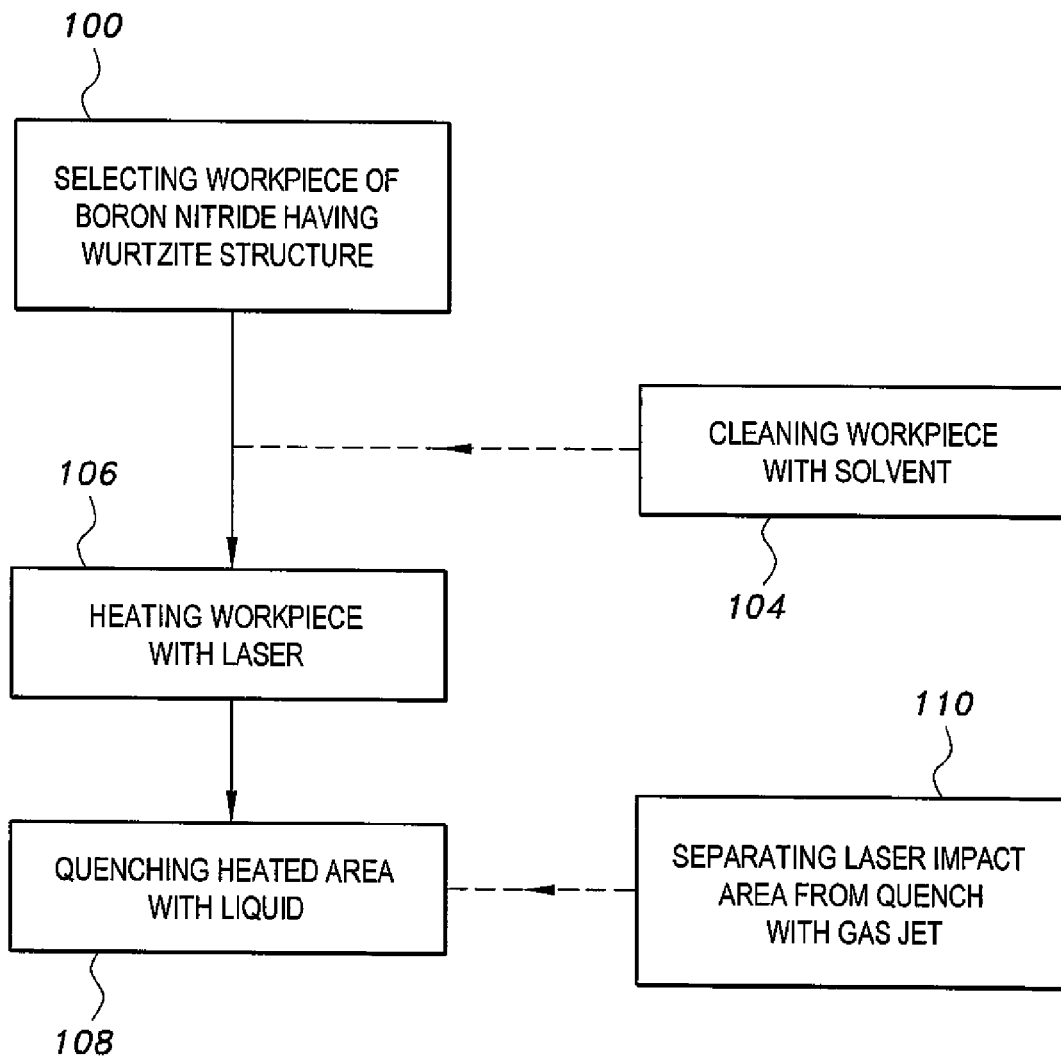 100
SELECTING WORKPIECE OF
BORON NITRIDE HAVING
WURTZITE STRUCTURE
CLEANING WORKPIECE
WITH SOLVENT
104
106
HEATING WORKPIECE
WITH LASER
110
SEPARATING LASER IMPACT
AREA FROM QUENCH
WITH GAS JET
QUENCHING HEATED AREA
WITH LIQUID
108